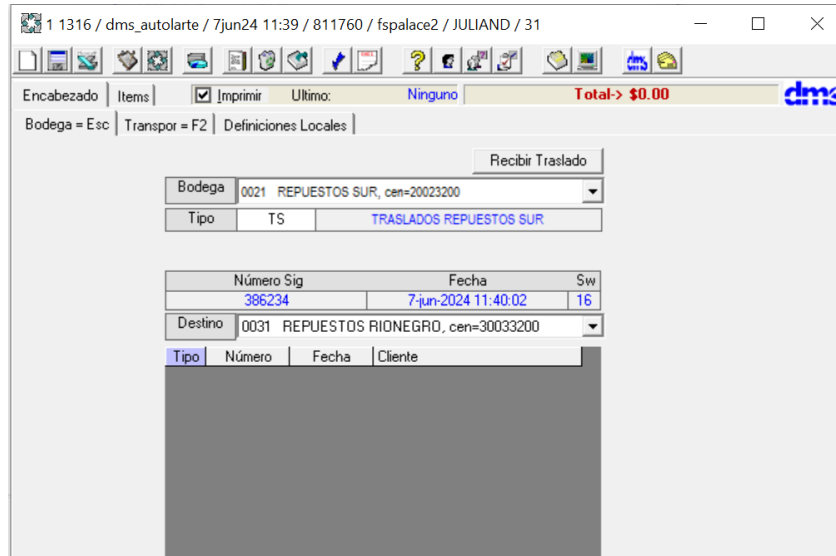 1 1316 / dms_autolarte / 7jun24 11:39 / 811760 / fspalace2 / JULIAND / 31
dms
Encabezado Items Imprimir Ultimo: Ninguno Total-> $0.00 dms
Bodega = Esc Transpor = F2 Definiciones Locales
Recibir Traslado
Bodega 0021 REPUESTOS SUR, cen=20023200
Tipo TS TRASLADOS REPUESTOS SUR
Número Sig Fecha Sw
386234 7-jun-2024 11:40:02 16
Destino 0031 REPUESTOS RIONEGRO, cen=30033200
Tipo Número Fecha Cliente